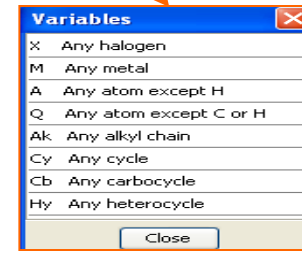 Variables
X Any halogen
M Any metal
A Any atom except H
Q Any atom except C or H
Ak Any alkyl chain
Cy Any cycle
Cb Any carbocycle
Hy Any heterocycle
Close